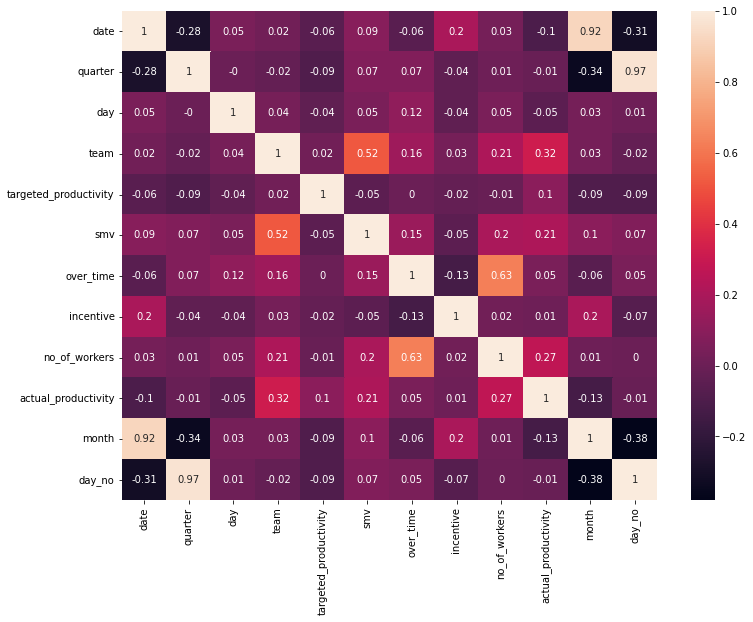 date 1 -0.28 0.05 0.02 -0.06 0.09 -0.06 0.2 0.03 -0.1 0.92 -0.31
quarter -0.28 1 -0 -0.02 -0.09 0.07 0.07 -0.04 0.01 -0.01 -0.34 0.97
day 0.05 -0 1 0.04 -0.04 0.05 0.12 -0.04 0.05 -0.05 0.03 0.01
team 0.02 -0.02 0.04 1 0.02 0.52 0.16 0.03 0.21 0.32 0.03 -0.02
targeted_productivity -0.06 -0.09 -0.04 0.02 1 -0.05 0 -0.02 -0.01 0.1 -0.09 -0.09
smv 0.09 0.07 0.05 0.52 -0.05 1 0.15 -0.05 0.2 0.21 0.1 0.07
over_time -0.06 0.07 0.12 0.16 0 0.15 1 -0.13 0.63 0.05 -0.06 0.05
incentive 0.2 -0.04 -0.04 0.03 -0.02 -0.05 -0.13 1 0.02 0.01 0.2 -0.07
no_of_workers 0.03 0.01 0.05 0.21 -0.01 0.2 0.63 0.02 1 0.27 0.01 0
actual_productivity -0.1 -0.01 -0.05 0.32 0.1 0.21 0.05 0.01 0.27 1 -0.13 -0.01
month 0.92 -0.34 0.03 0.03 -0.09 0.1 -0.06 0.2 0.01 -0.13 1 -0.38
day_no -0.31 0.97 0.01 -0.02 -0.09 0.07 0.05 -0.07 0 -0.01 -0.38 1
date quarter day team targeted_productivity smv over_time incentive no_of_workers actual_productivity month day_no
1.0
0.8
0.6
0.4
0.2
0.0
−0.2